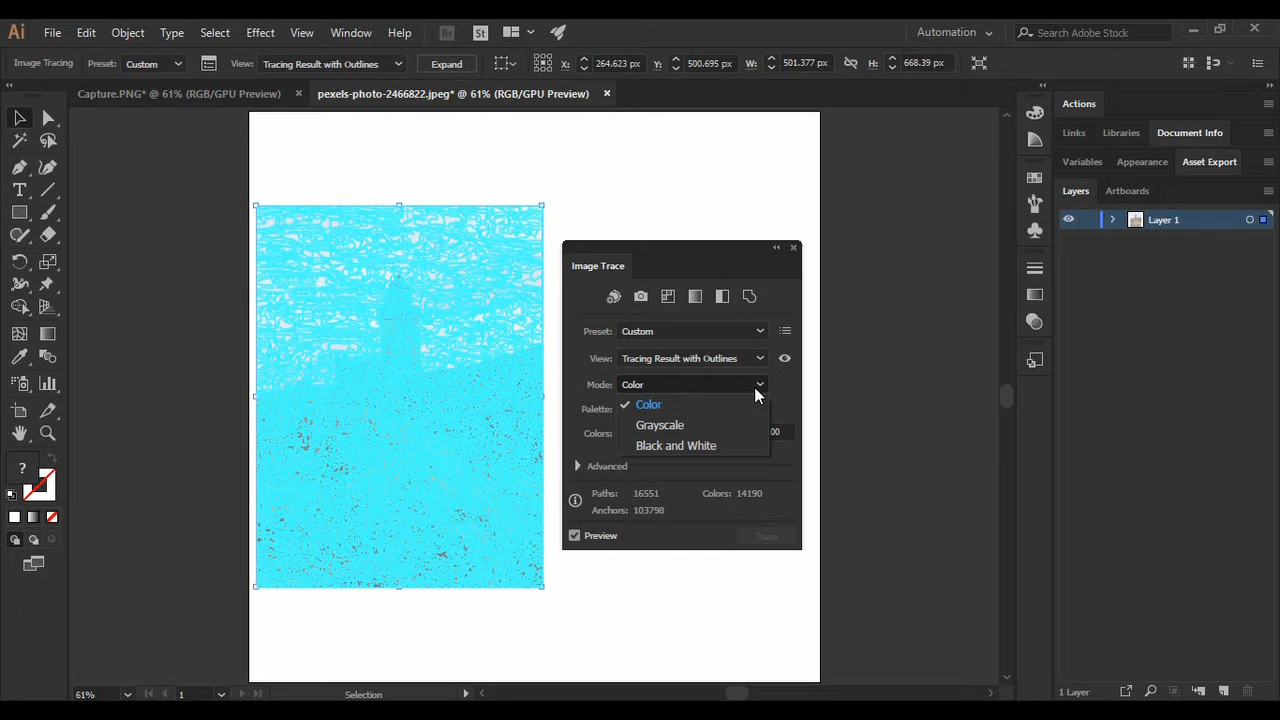 Ai File Edit Object Type Select Effect View Window Help Br St Automation Search Adobe Stock
Image Tracing Preset: Custom View: Tracing Result with Outlines Expand X: 264.623 px Y: 500.695 px W: 501.377 px H: 668.39 px
Capture.PNG* @ 61% (RGB/GPU Preview) × pexels-photo-2466822.jpeg* @ 61% (RGB/GPU Preview) ×
Actions
Links Libraries Document Info
Variables Appearance Asset Export
Layers Artboards
Layer 1
Image Trace
Preset: Custom
View: Tracing Result with Outlines
Mode: Color
Color
Palette:
Grayscale
Colors: 00
Black and White
Advanced
Paths: 16551 Colors: 14190
Anchors: 103798
Preview Trace
?
61% 1 Selection
1 Layer